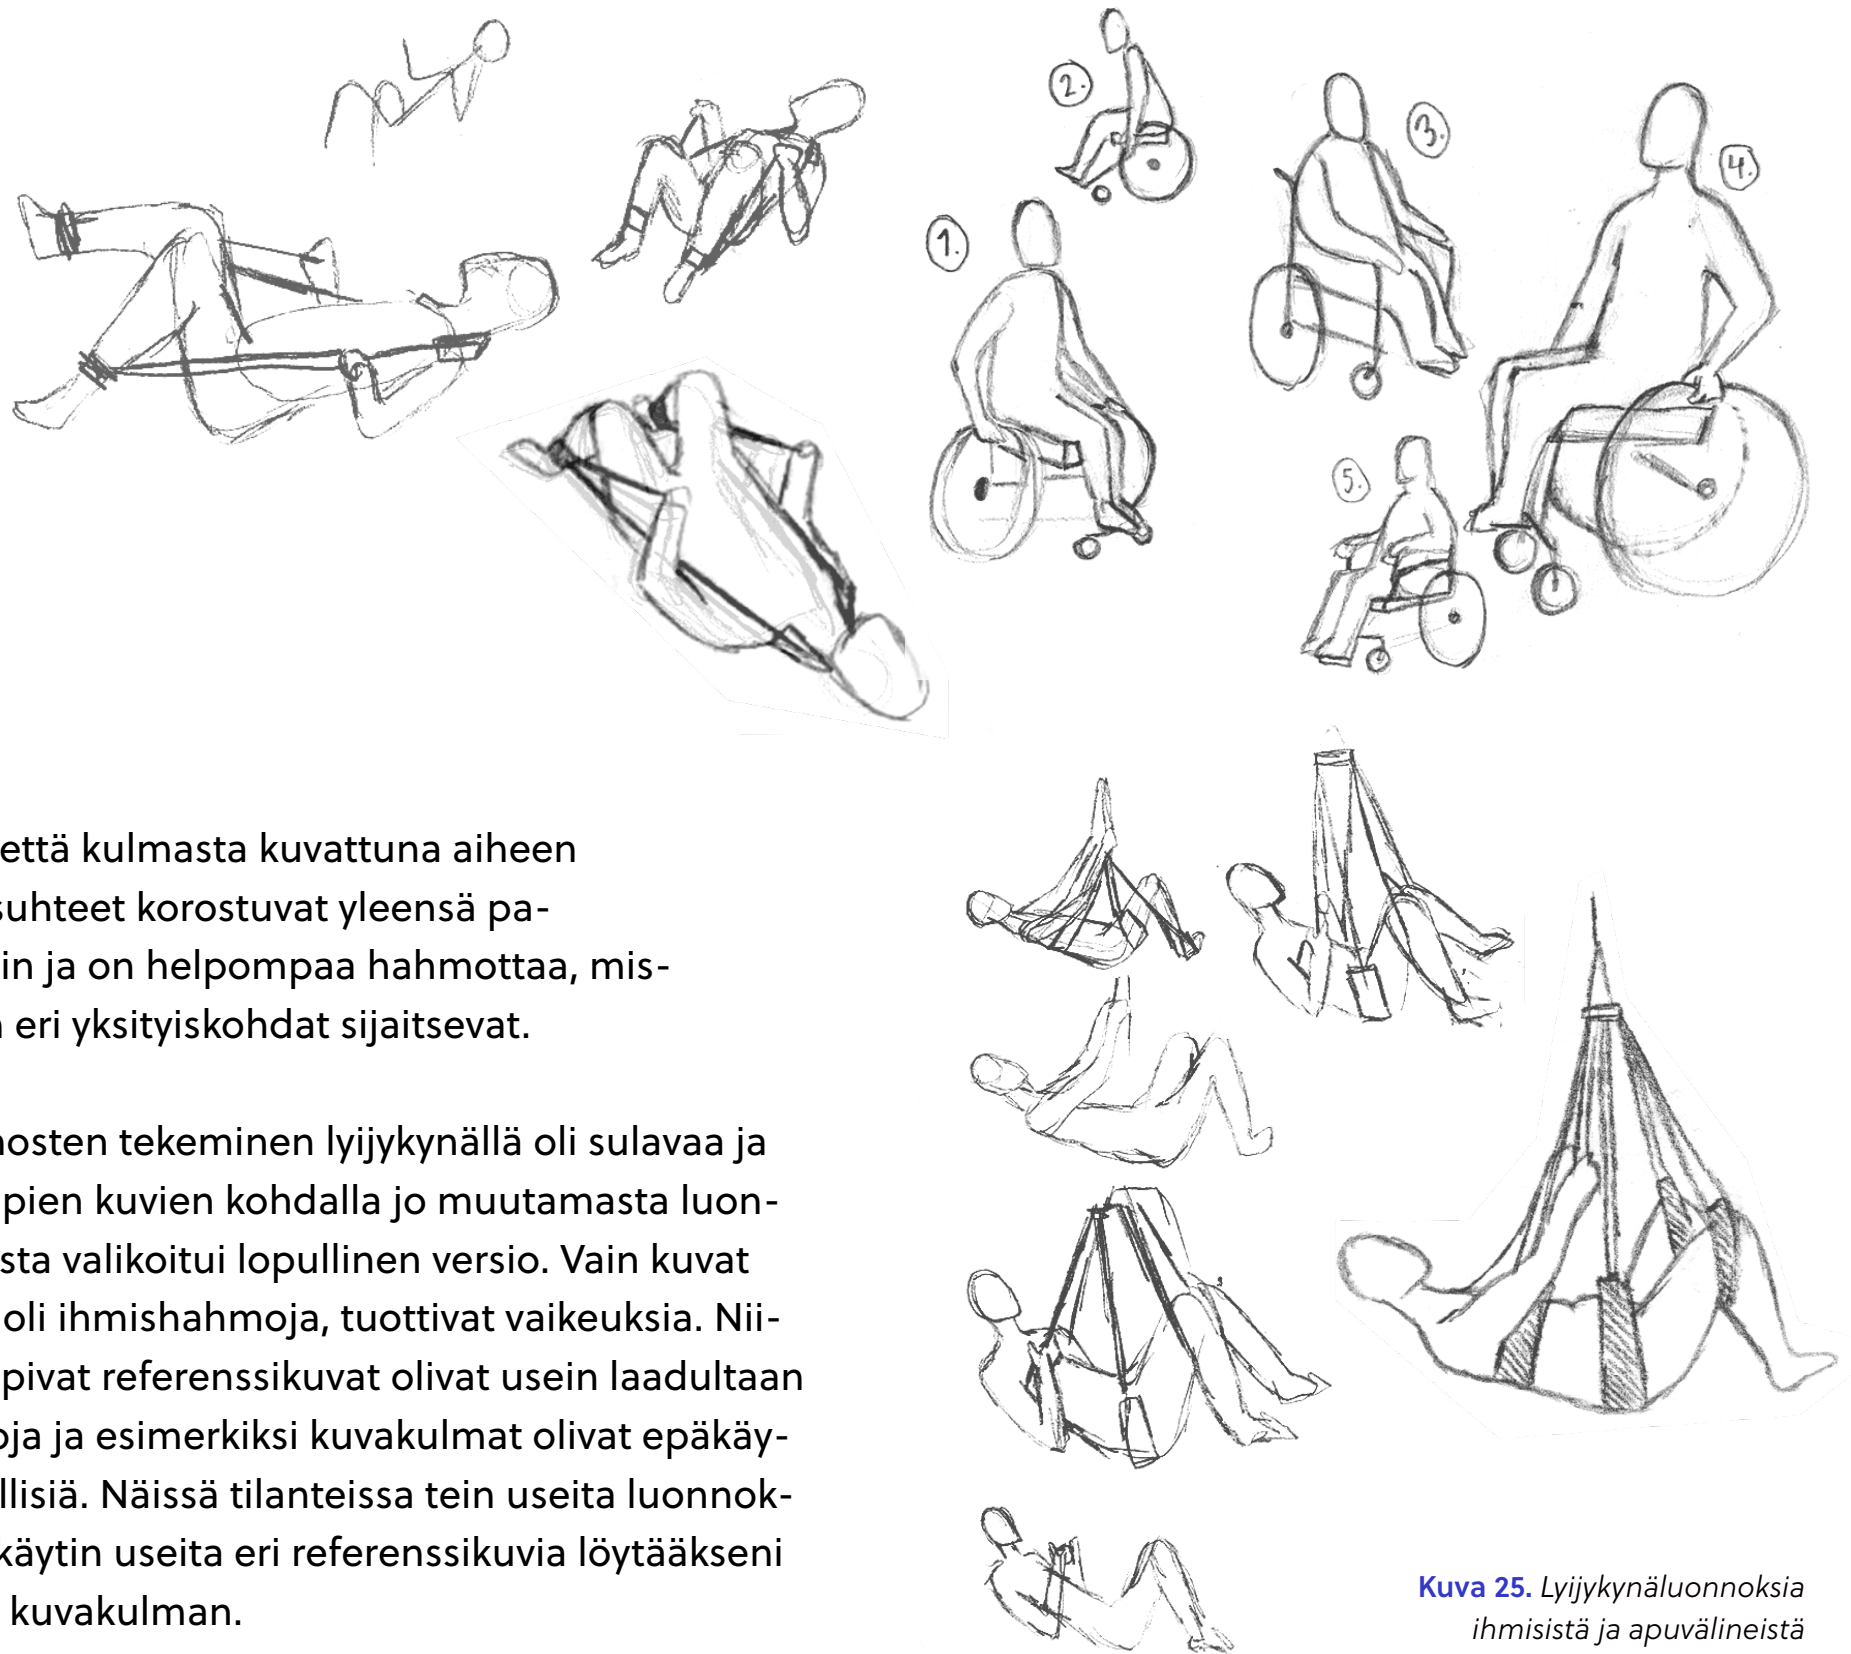 2.
3.
4.
1.
5.
että kulmasta kuvattuna aiheen
suhteet korostuvat yleensä pa-
in ja on helpompaa hahmottaa, mis-
eri yksityiskohdat sijaitsevat.
nosten tekeminen lyijykynällä oli sulavaa ja
pien kuvien kohdalla jo muutamasta luon-
sta valikoitui lopullinen versio. Vain kuvat
oli ihmishahmoja, tuottivat vaikeuksia. Nii-
pivat referenssikuvat olivat usein laadultaan
oja ja esimerkiksi kuvakulmat olivat epäkäy-
llisiä. Näissä tilanteissa tein useita luonnok-
käytin useita eri referenssikuvia löytääkseni
kuvakulman.
Kuva 25. Lyijykynäluonnoksia
ihmisistä ja apuvälineistä